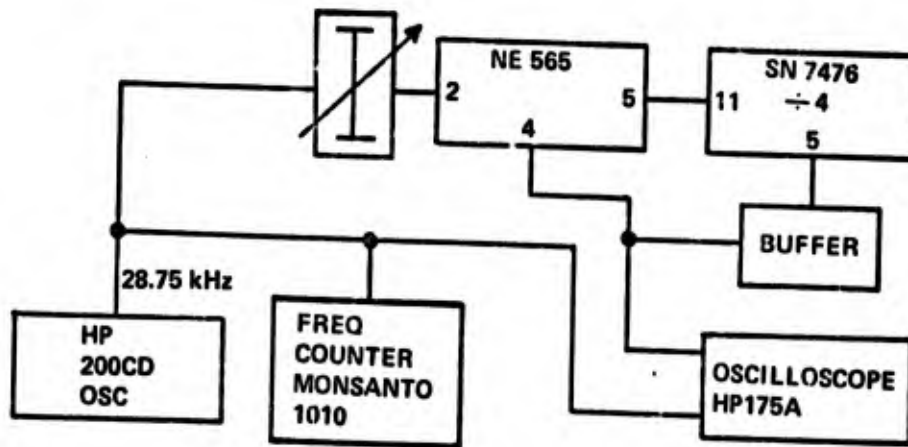 NE 565
2
5
4
SN 7476
11 ÷ 4
5
BUFFER
28.75 kHz
HP
200CD
OSC
FREQ
COUNTER
MONSANTO
1010
OSCILLOSCOPE
HP175A